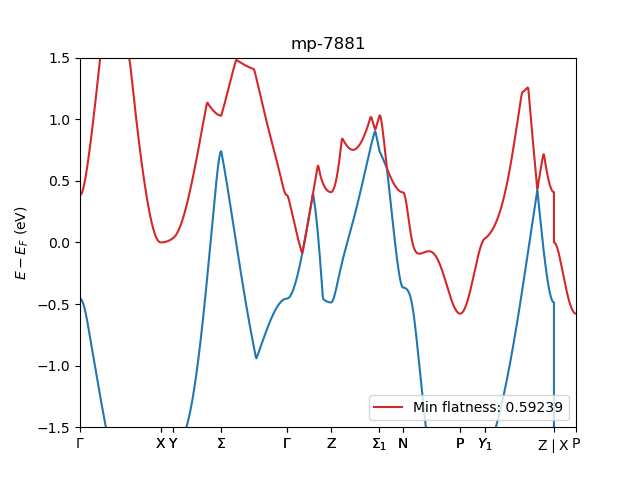 mp-7881
1.5
1.0
0.5
0.0
−0.5
−1.0
−1.5
E − E_F (eV)
Min flatness: 0.59239
Γ X Y Σ Γ Z Σ₁ N P Y₁ Z | X P